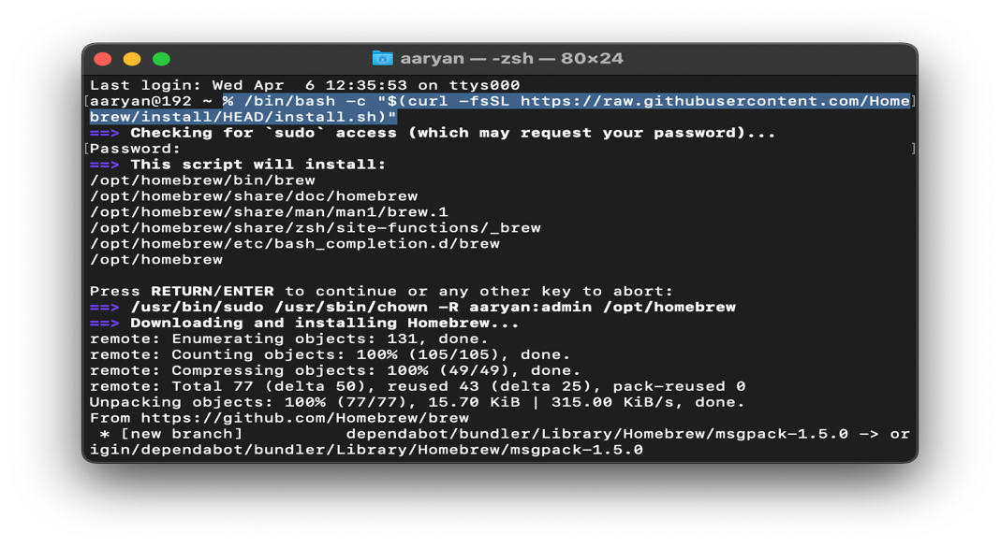 aaryan — -zsh — 80×24
Last login: Wed Apr  6 12:35:53 on ttys000
[aaryan@192 ~ % /bin/bash -c "$(curl -fsSL https://raw.githubusercontent.com/Home]
brew/install/HEAD/install.sh)"
==> Checking for `sudo` access (which may request your password)...
[Password:                                                                       ]
==> This script will install:
/opt/homebrew/bin/brew
/opt/homebrew/share/doc/homebrew
/opt/homebrew/share/man/man1/brew.1
/opt/homebrew/share/zsh/site-functions/_brew
/opt/homebrew/etc/bash_completion.d/brew
/opt/homebrew
Press RETURN/ENTER to continue or any other key to abort:
==> /usr/bin/sudo /usr/sbin/chown -R aaryan:admin /opt/homebrew
==> Downloading and installing Homebrew...
remote: Enumerating objects: 131, done.
remote: Counting objects: 100% (105/105), done.
remote: Compressing objects: 100% (49/49), done.
remote: Total 77 (delta 50), reused 43 (delta 25), pack-reused 0
Unpacking objects: 100% (77/77), 15.70 KiB | 315.00 KiB/s, done.
From https://github.com/Homebrew/brew
 * [new branch]          dependabot/bundler/Library/Homebrew/msgpack-1.5.0 -> or
igin/dependabot/bundler/Library/Homebrew/msgpack-1.5.0